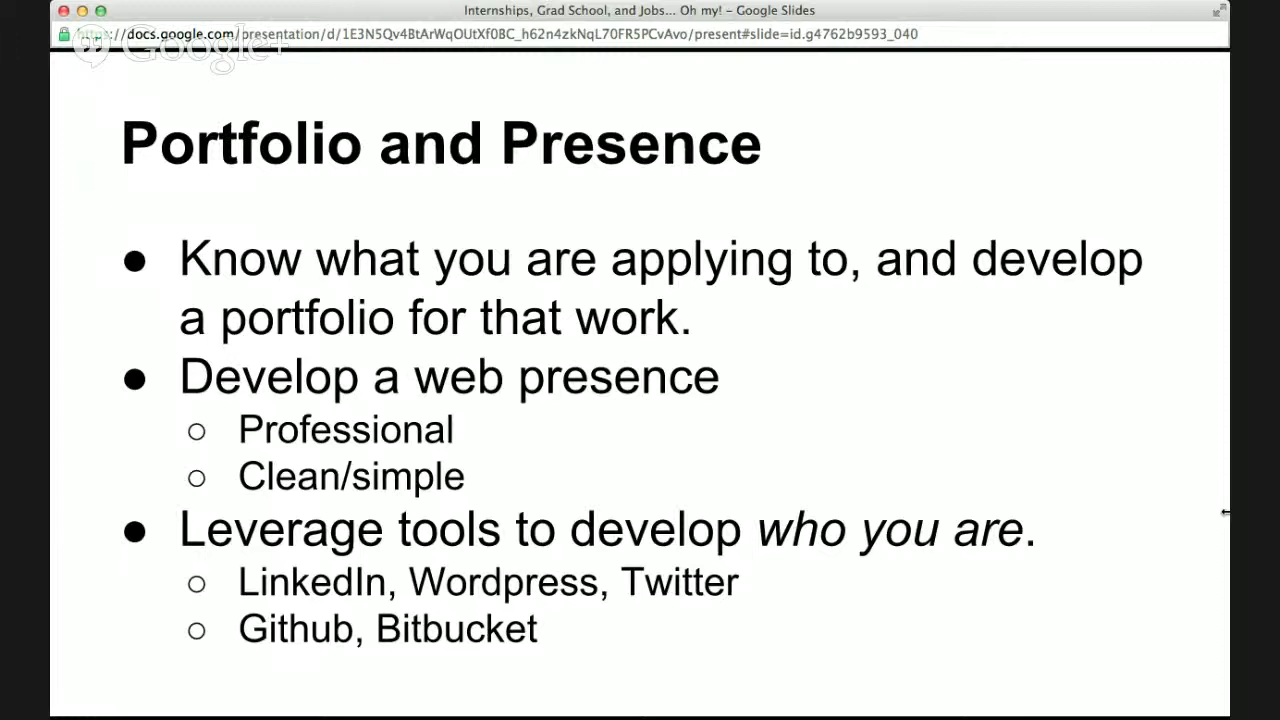 Internships, Grad School, and Jobs... Oh my! – Google Slides
https://docs.google.com/presentation/d/1E3N5Qv4BtArWqOUtXf0BC_h62n4zkNqL70FR5PCvAvo/present#slide=id.g4762b9593_040
Google+
Portfolio and Presence
● Know what you are applying to, and develop
a portfolio for that work.
● Develop a web presence
○ Professional
○ Clean/simple
● Leverage tools to develop who you are.
○ LinkedIn, Wordpress, Twitter
○ Github, Bitbucket